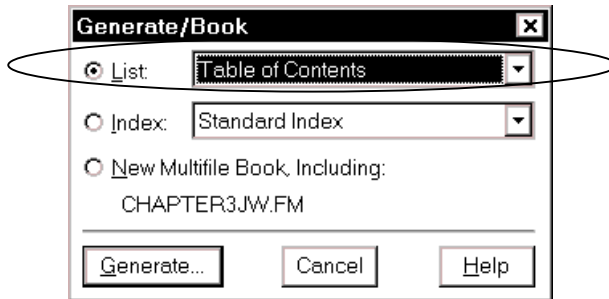 Generate/Book
List: Table of Contents
Index: Standard Index
New Multifile Book, Including:
CHAPTER3JW.FM
Generate... Cancel Help